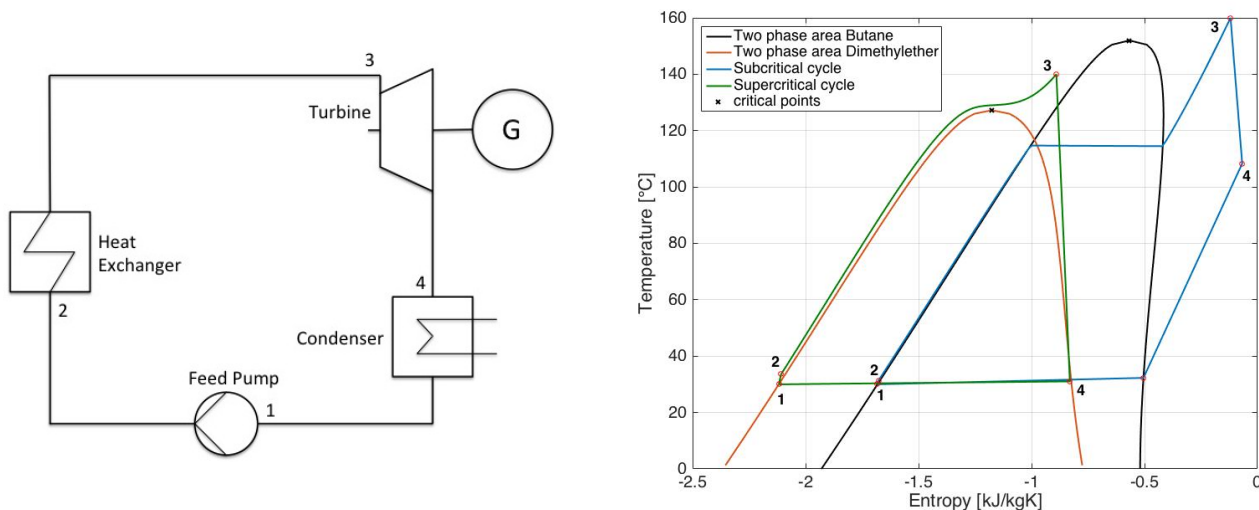 3
Turbine
G
Heat
Exchanger
2
4
Condenser
Feed Pump
1
Two phase area Butane
Two phase area Dimethylether
Subcritical cycle
Supercritical cycle
critical points
Temperature [°C]
160
140
120
100
80
60
40
20
0
3
3
4
2
1
2
1
4
-2.5
-2
-1.5
-1
-0.5
0
Entropy [kJ/kgK]